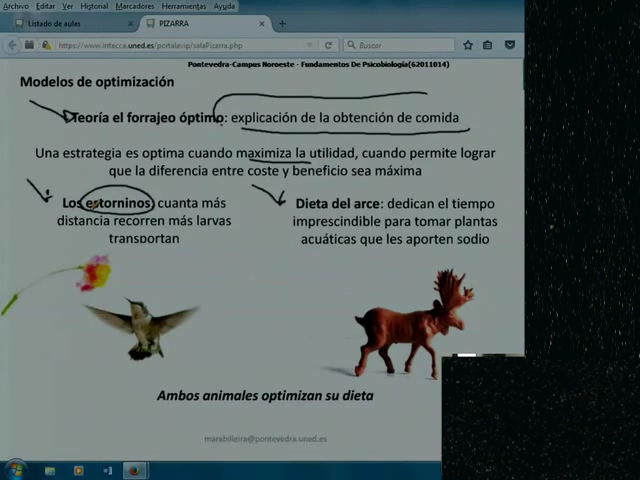 Archivo Editar Ver Historial Marcadores Herramientas Ayuda
Listado de aulas
PIZARRA
https://www.intecca.uned.es/portalavip/salaPizarra.php
Buscar
Pontevedra-Campus Noroeste - Fundamentos De Psicobiología(62011014)
Modelos de optimización
Teoría el forrajeo óptimo: explicación de la obtención de comida
Una estrategia es optima cuando maximiza la utilidad, cuando permite lograr
que la diferencia entre coste y beneficio sea máxima
Los estorninos: cuanta más
distancia recorren más larvas
transportan
Dieta del arce: dedican el tiempo
imprescindible para tomar plantas
acuáticas que les aporten sodio
Ambos animales optimizan su dieta
maxbilleira@pontevedra.uned.es